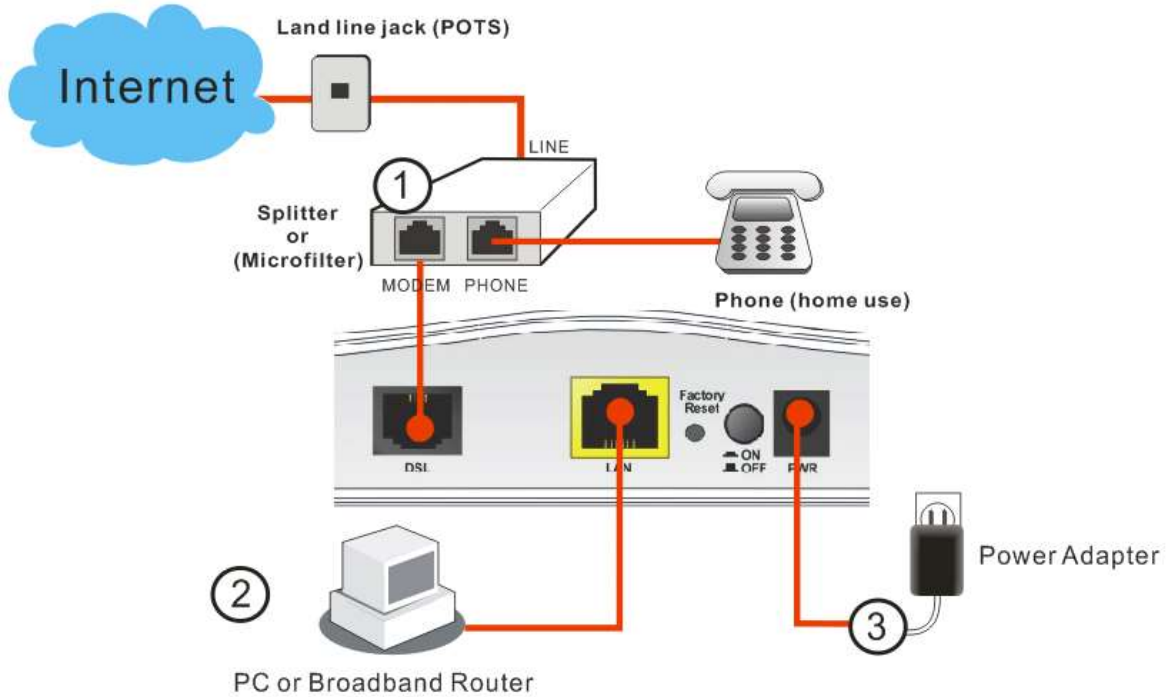 Land line jack (POTS)
Internet
LINE
1
Splitter
or
(Microfilter)
MODEM PHONE
Phone (home use)
Factory
Reset
ON
OFF
DSL
LAN
PWR
2
PC or Broadband Router
3
Power Adapter